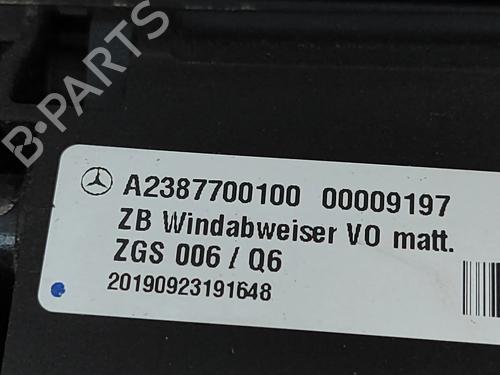 B-PARTS
A2387700100 00009197
ZB Windabweiser VO matt.
ZGS 006 / Q6
20190923191648